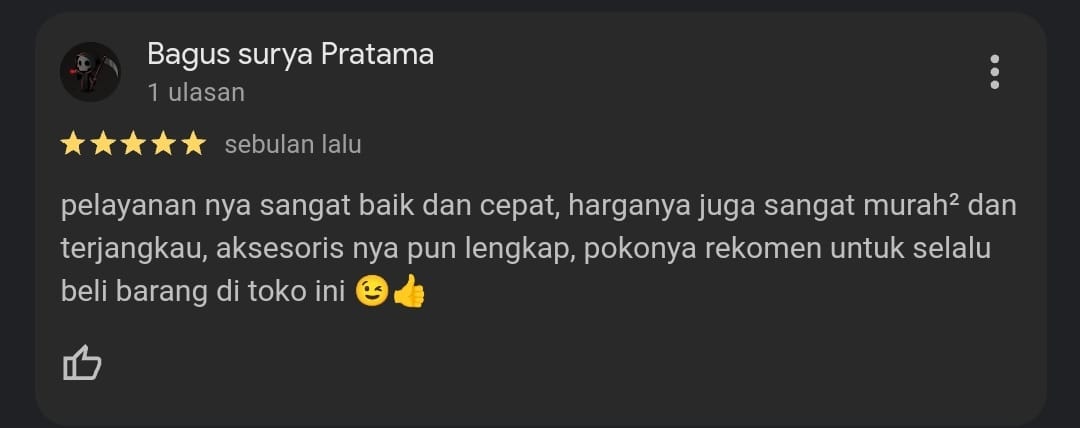 Bagus surya Pratama
1 ulasan
sebulan lalu
pelayanan nya sangat baik dan cepat, harganya juga sangat murah² dan
terjangkau, aksesoris nya pun lengkap, pokonya rekomen untuk selalu
beli barang di toko ini 😉👍